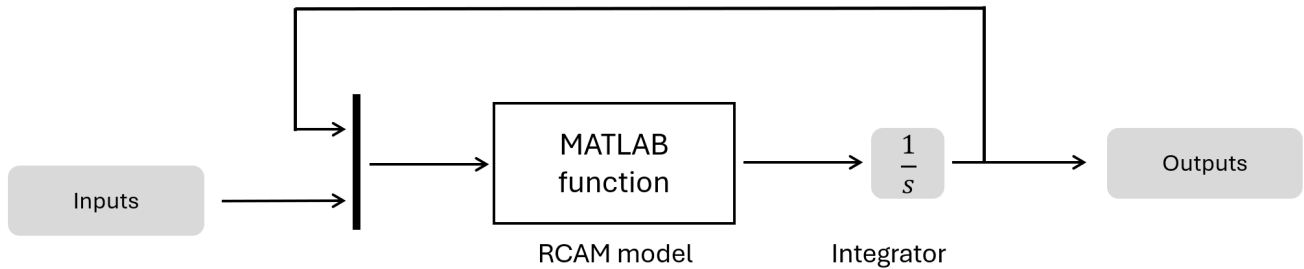 Inputs
MATLAB
function
RCAM model
1
s
Integrator
Outputs